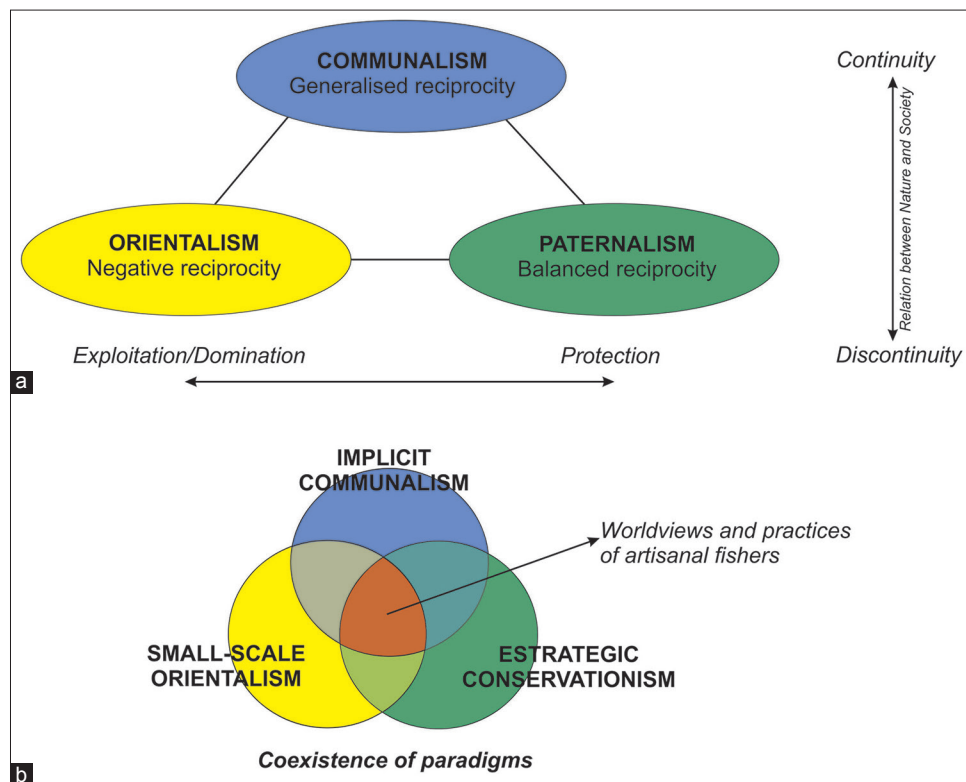 COMMUNALISM
Generalised reciprocity
Continuity
Relation between Nature and Society
ORIENTALISM
Negative reciprocity
PATERNALISM
Balanced reciprocity
Exploitation/Domination
Protection
Discontinuity
a
IMPLICIT
COMMUNALISM
Worldviews and practices
of artisanal fishers
SMALL-SCALE
ORIENTALISM
ESTRATEGIC
CONSERVATIONISM
Coexistence of paradigms
b